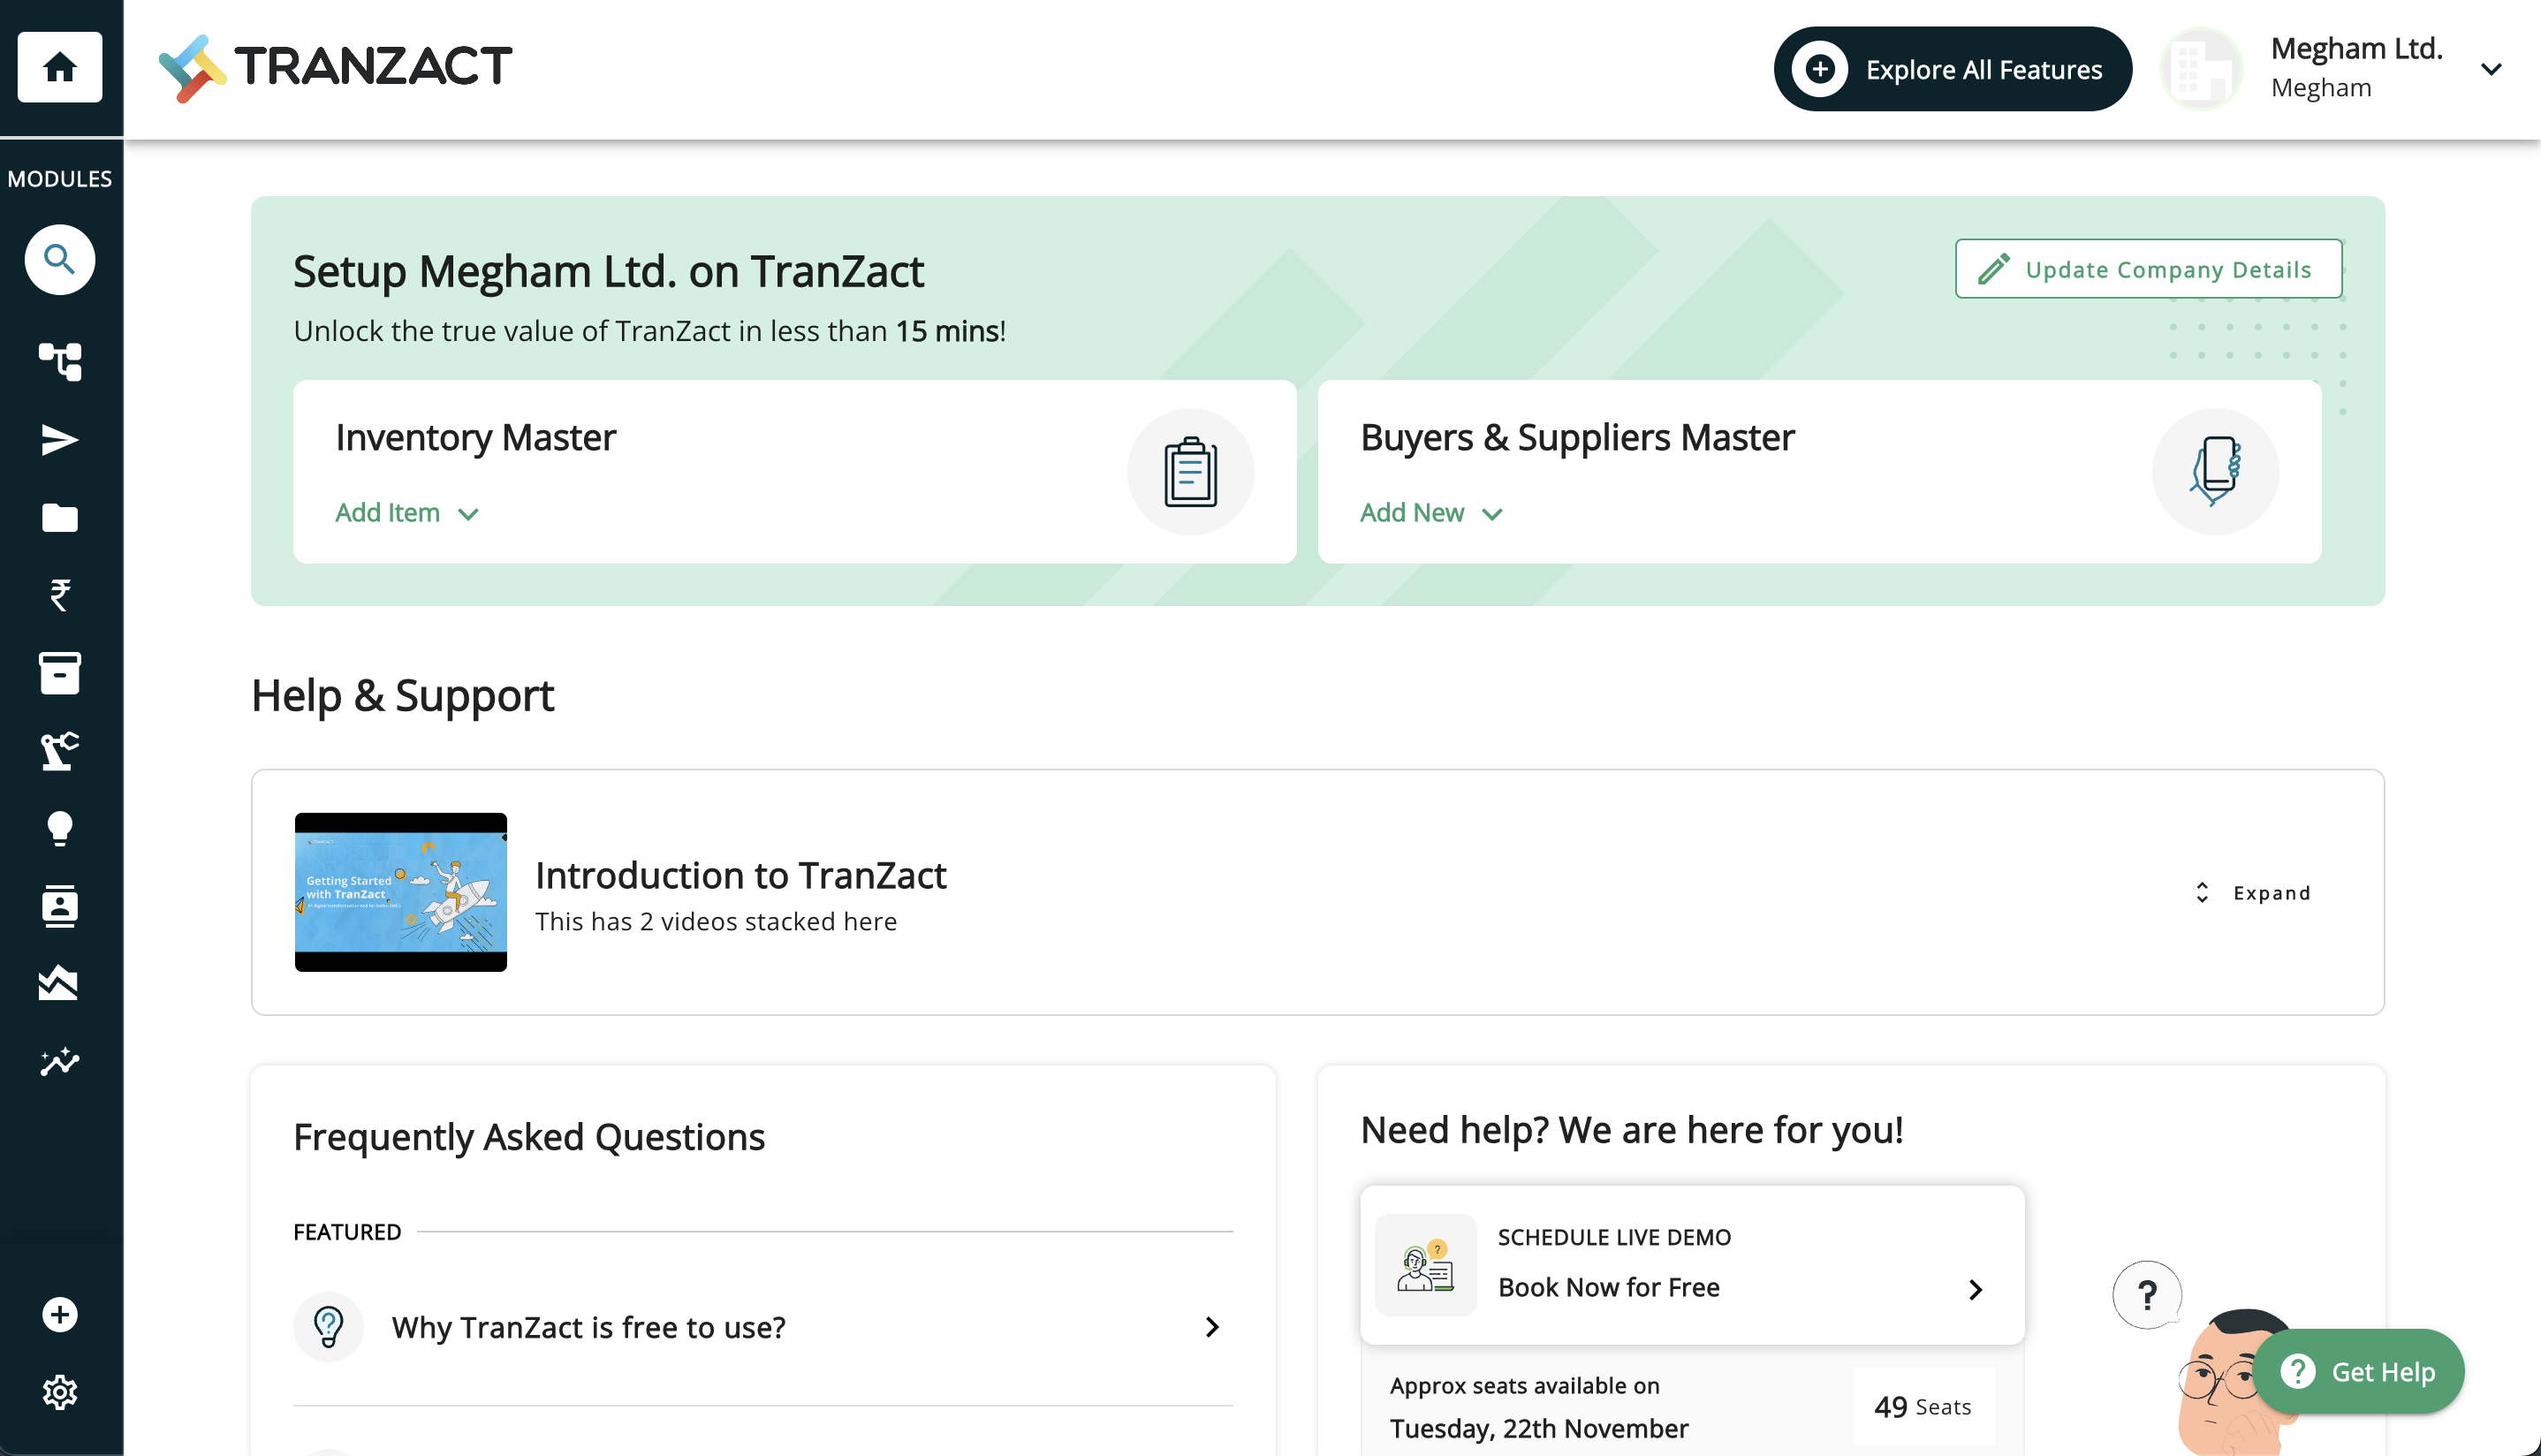 TRANZACT
Explore All Features
Megham Ltd.
Megham
MODULES
Setup Megham Ltd. on TranZact
Unlock the true value of TranZact in less than 15 mins!
Update Company Details
Inventory Master
Add Item
Buyers & Suppliers Master
Add New
Help & Support
Getting Started
with TranZact
Introduction to TranZact
This has 2 videos stacked here
Expand
Frequently Asked Questions
FEATURED
Why TranZact is free to use?
Need help? We are here for you!
SCHEDULE LIVE DEMO
Book Now for Free
Approx seats available on
Tuesday, 22th November
49 Seats
Get Help